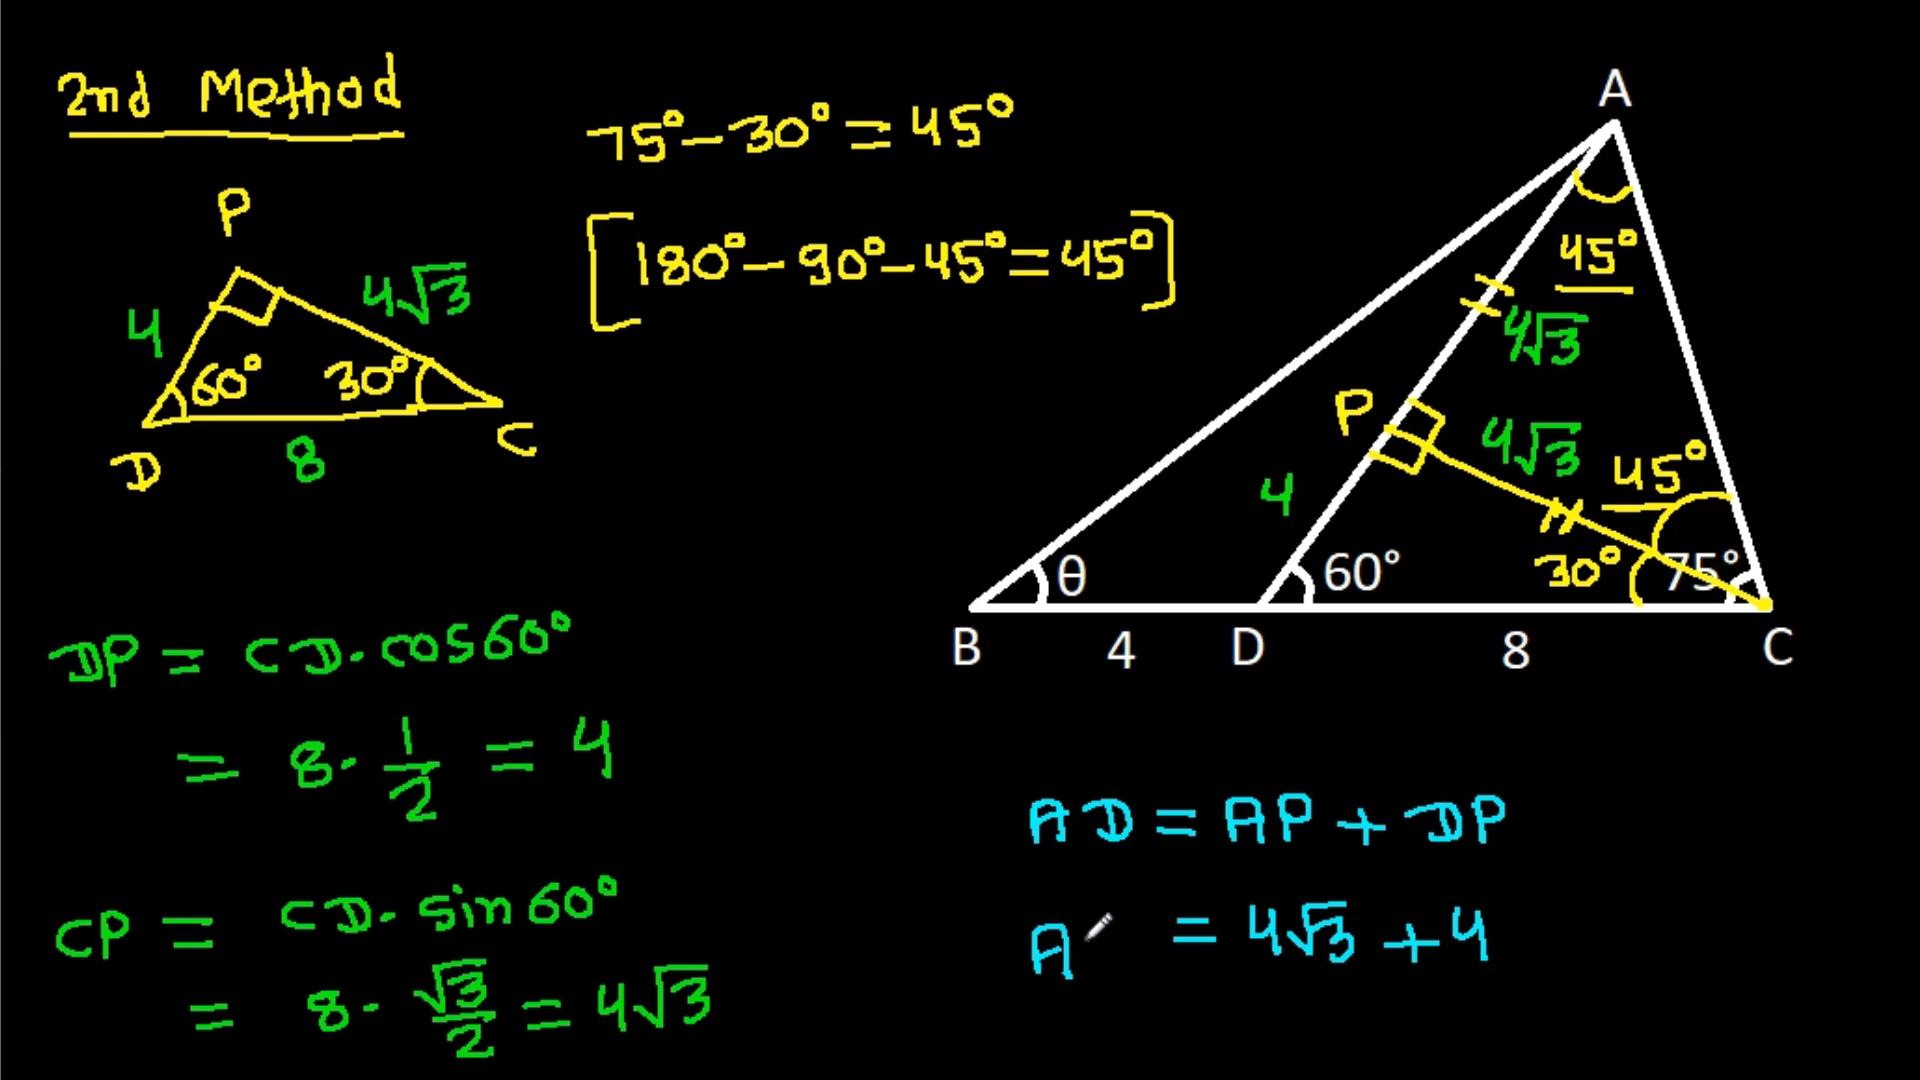 2nd Method
75° - 30° = 45°
[180° - 90° - 45° = 45°]
P
4
4√3
60°
30°
D
8
C
DP = CD. cos60°
= 8. 1/2 = 4
CP = CD. sin60°
= 8. √3/2 = 4√3
A
45°
4√3
P
4√3
45°
4
θ
60°
30°
75°
B
4
D
8
C
AD = AP + DP
A = 4√3 + 4